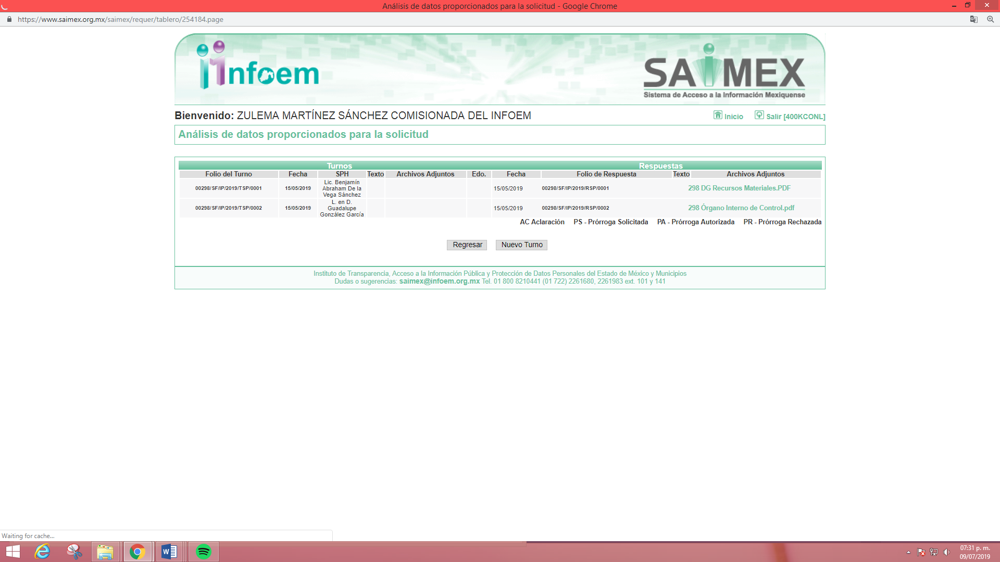 Análisis de datos proporcionados para la solicitud - Google Chrome
https://www.saimex.org.mx/saimex/requer/tablero/254184.page
infoem
SAIMEX
Sistema de Acceso a la Información Mexiquense
Bienvenido: ZULEMA MARTÍNEZ SÁNCHEZ COMISIONADA DEL INFOEM
Inicio Salir [400KCONL]
Análisis de datos proporcionados para la solicitud
Turnos Respuestas
Folio del Turno Fecha SPH Texto Archivos Adjuntos Edo. Fecha Folio de Respuesta Texto Archivos Adjuntos
00298/SF/IP/2019/TSP/0001 15/05/2019 Lic. Benjamín Abraham De la Vega Sánchez 15/05/2019 00298/SF/IP/2019/RSP/0001 298 DG Recursos Materiales.PDF
00298/SF/IP/2019/TSP/0002 15/05/2019 L. en D. Guadalupe González García 15/05/2019 00298/SF/IP/2019/RSP/0002 298 Órgano Interno de Control.pdf
AC Aclaración PS - Prórroga Solicitada PA - Prórroga Autorizada PR - Prórroga Rechazada
Regresar Nuevo Turno
Instituto de Transparencia, Acceso a la Información Pública y Protección de Datos Personales del Estado de México y Municipios
Dudas o sugerencias: saimex@infoem.org.mx Tel. 01 800 8210441 (01 722) 2261680, 2261983 ext. 101 y 141
Waiting for cache...
07:31 p. m.
09/07/2019